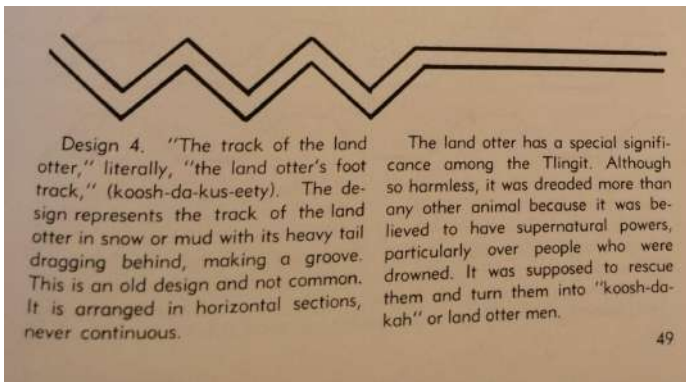 Design 4. "The track of the land
otter," literally, "the land otter's foot
track," (koosh-da-kus-eety). The de-
sign represents the track of the land
otter in snow or mud with its heavy tail
dragging behind, making a groove.
This is an old design and not common.
It is arranged in horizontal sections,
never continuous.
The land otter has a special signifi-
cance among the Tlingit. Although
so harmless, it was dreaded more than
any other animal because it was be-
lieved to have supernatural powers,
particularly over people who were
drowned. It was supposed to rescue
them and turn them into "koosh-da-
kah" or land otter men.
49